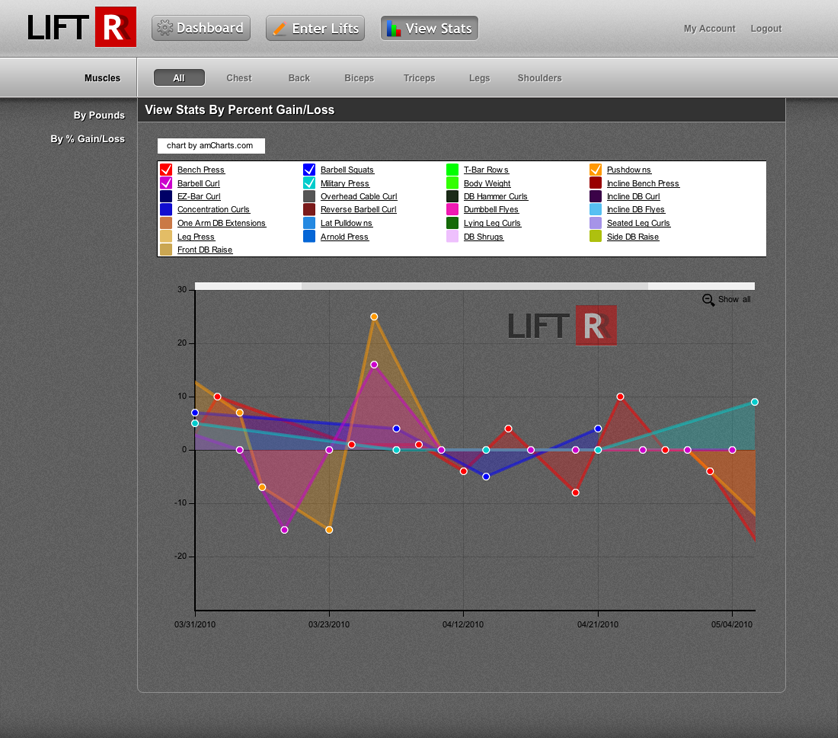 LIFT R Dashboard Enter Lifts View Stats My Account Logout
Muscles All Chest Back Biceps Triceps Legs Shoulders
By Pounds
By % Gain/Loss
View Stats By Percent Gain/Loss
chart by amCharts.com
Bench Press Barbell Squats T-Bar Rows Pushdowns
Barbell Curl Military Press Body Weight Incline Bench Press
EZ-Bar Curl Overhead Cable Curl DB Hammer Curls Incline DB Curl
Concentration Curls Reverse Barbell Curl Dumbbell Flyes Incline DB Flyes
One Arm DB Extensions Lat Pulldowns Lying Leg Curls Seated Leg Curls
Leg Press Arnold Press DB Shrugs Side DB Raise
Front DB Raise
30
Show all
LIFT R
20
10
0
-10
-20
03/31/2010 03/23/2010 04/12/2010 04/21/2010 05/04/2010